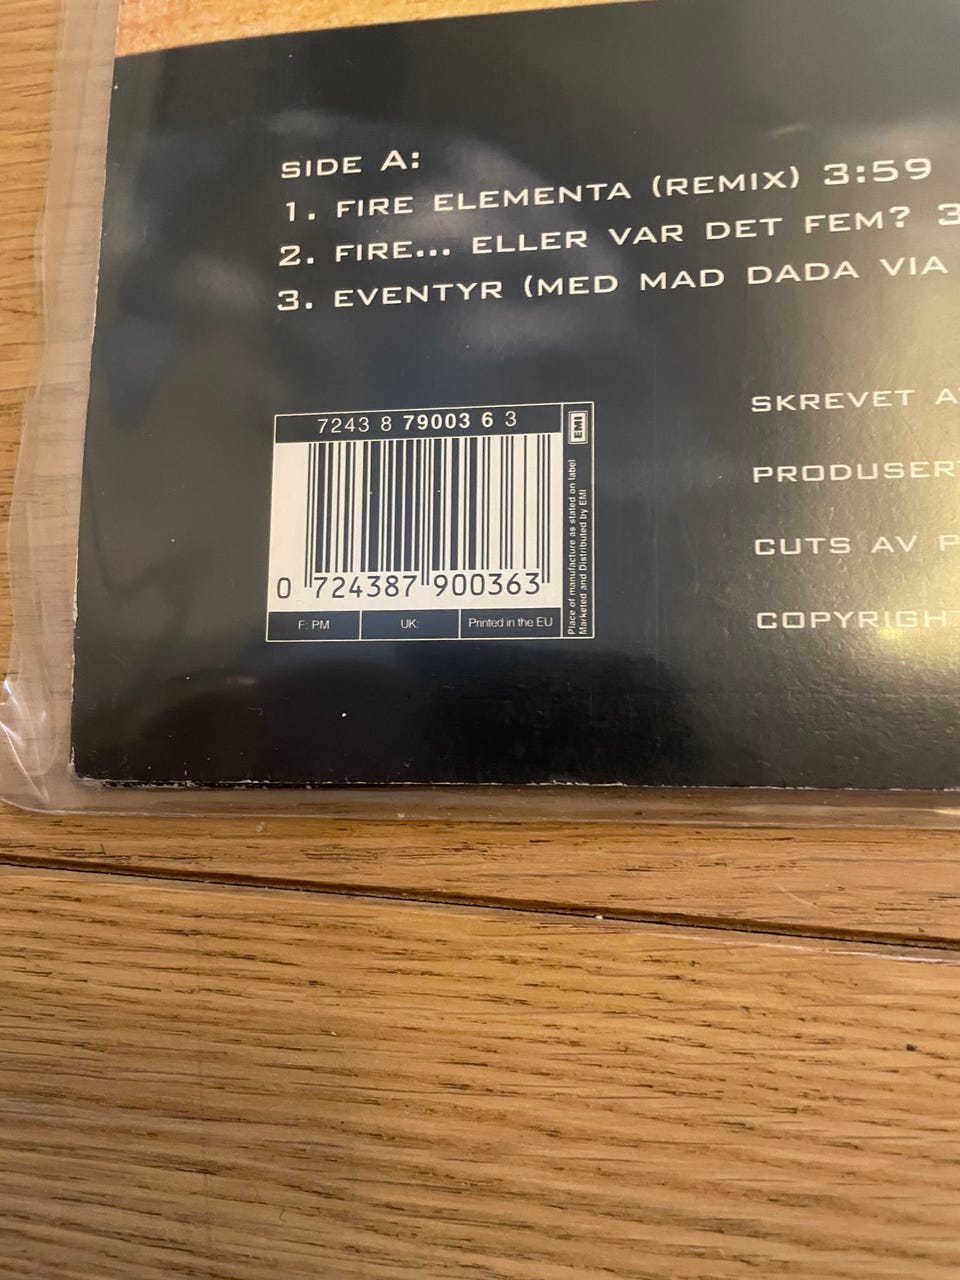 SIDE A:
1. FIRE ELEMENTA (REMIX) 3:59
2. FIRE... ELLER VAR DET FEM? 3
3. EVENTYR (MED MAD DADA VIA
SKREVET A
PRODUSERT
CUTS AV P
COPYRIGHT
7243 8 79003 6 3
EMI
Place of manufacture as stated on label
Marketed and Distributed by EMI
0 724387 900363
F: PM
UK:
Printed in the EU